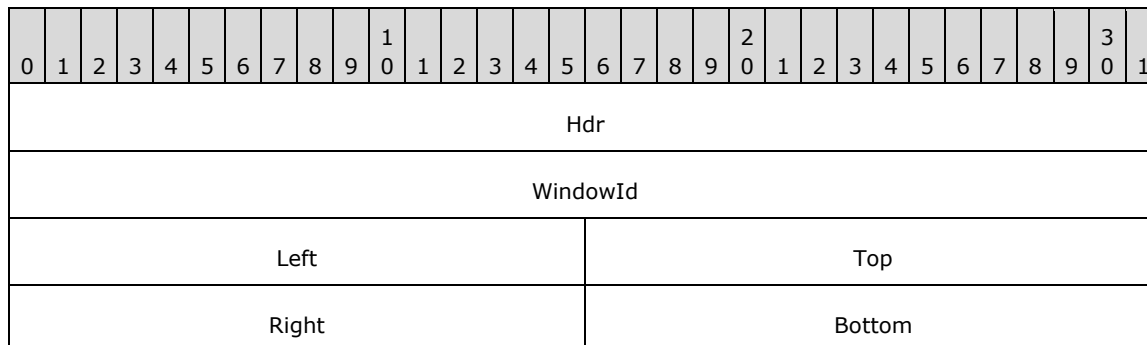 1 2 3
0 1 2 3 4 5 6 7 8 9 0 1 2 3 4 5 6 7 8 9 0 1 2 3 4 5 6 7 8 9 0 1
Hdr
WindowId
Left Top
Right Bottom